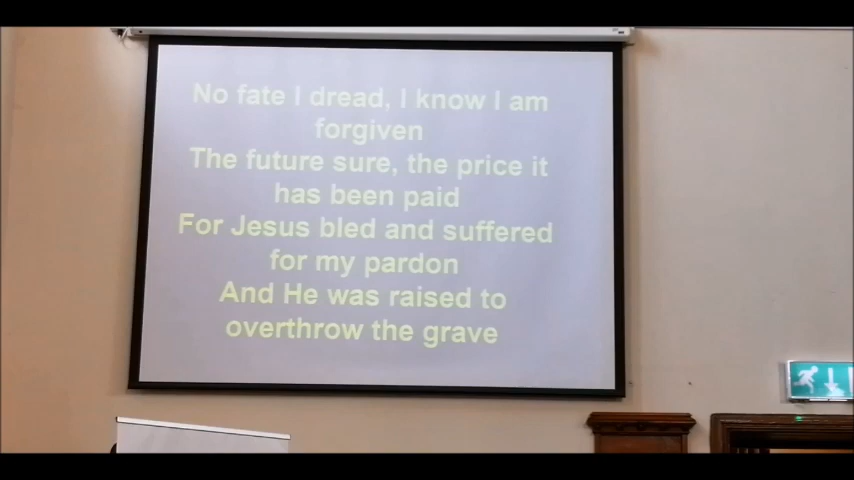 No fate I dread, I know I am
forgiven
The future sure, the price it
has been paid
For Jesus bled and suffered
for my pardon
And He was raised to
overthrow the grave